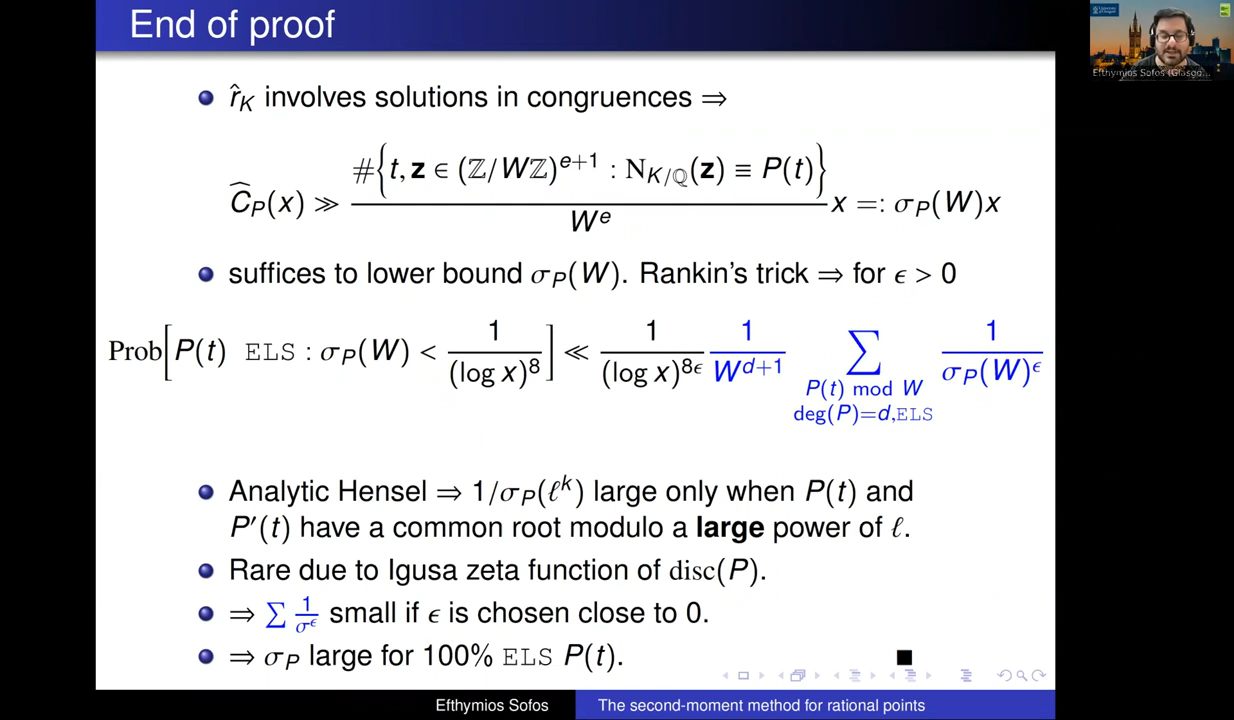 End of proof
r̂_K involves solutions in congruences ⇒
Ĉ_P(x) ≫ #{t, z ∈ (ℤ/Wℤ)^{e+1} : N_{K/ℚ}(z) ≡ P(t)} / W^e x =: σ_P(W)x
suffices to lower bound σ_P(W). Rankin's trick ⇒ for ϵ > 0
Prob[P(t) ELS : σ_P(W) < 1/(log x)^8] ≪ 1/(log x)^{8ϵ} 1/W^{d+1} ∑_{P(t) mod W, deg(P)=d,ELS} 1/σ_P(W)^ϵ
Analytic Hensel ⇒ 1/σ_P(ℓ^k) large only when P(t) and
P′(t) have a common root modulo a large power of ℓ.
Rare due to Igusa zeta function of disc(P).
⇒ ∑ 1/σ^ϵ small if ϵ is chosen close to 0.
⇒ σ_P large for 100% ELS P(t).
Efthymios Sofos The second-moment method for rational points
Efthymios Sofos (Glasgo...